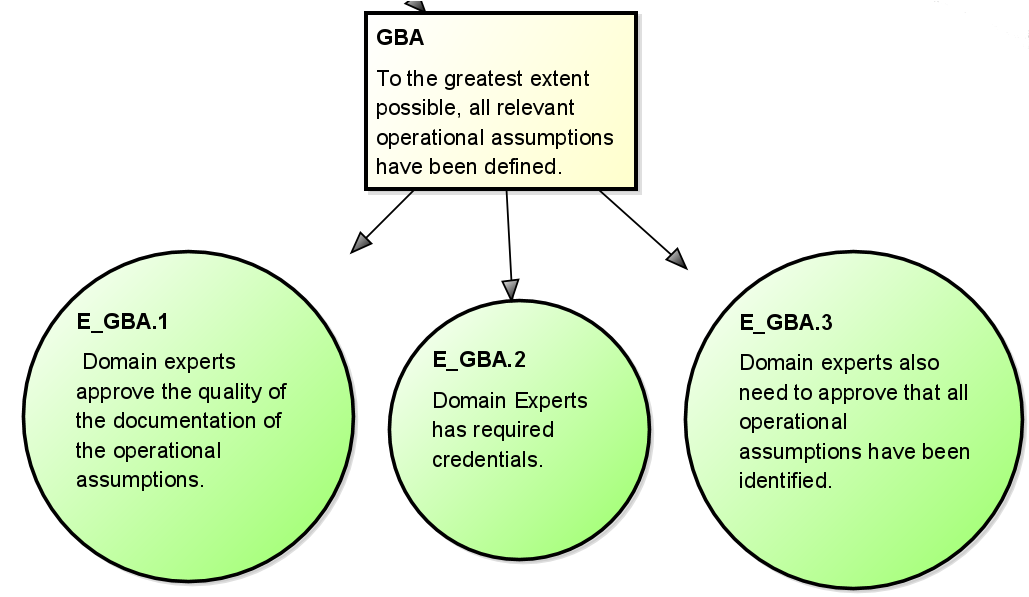 GBA
To the greatest extent
possible, all relevant
operational assumptions
have been defined.
E_GBA.1
Domain experts
approve the quality of
the documentation of
the operational
assumptions.
E_GBA.2
Domain Experts
has required
credentials.
E_GBA.3
Domain experts also
need to approve that all
operational
assumptions have been
identified.